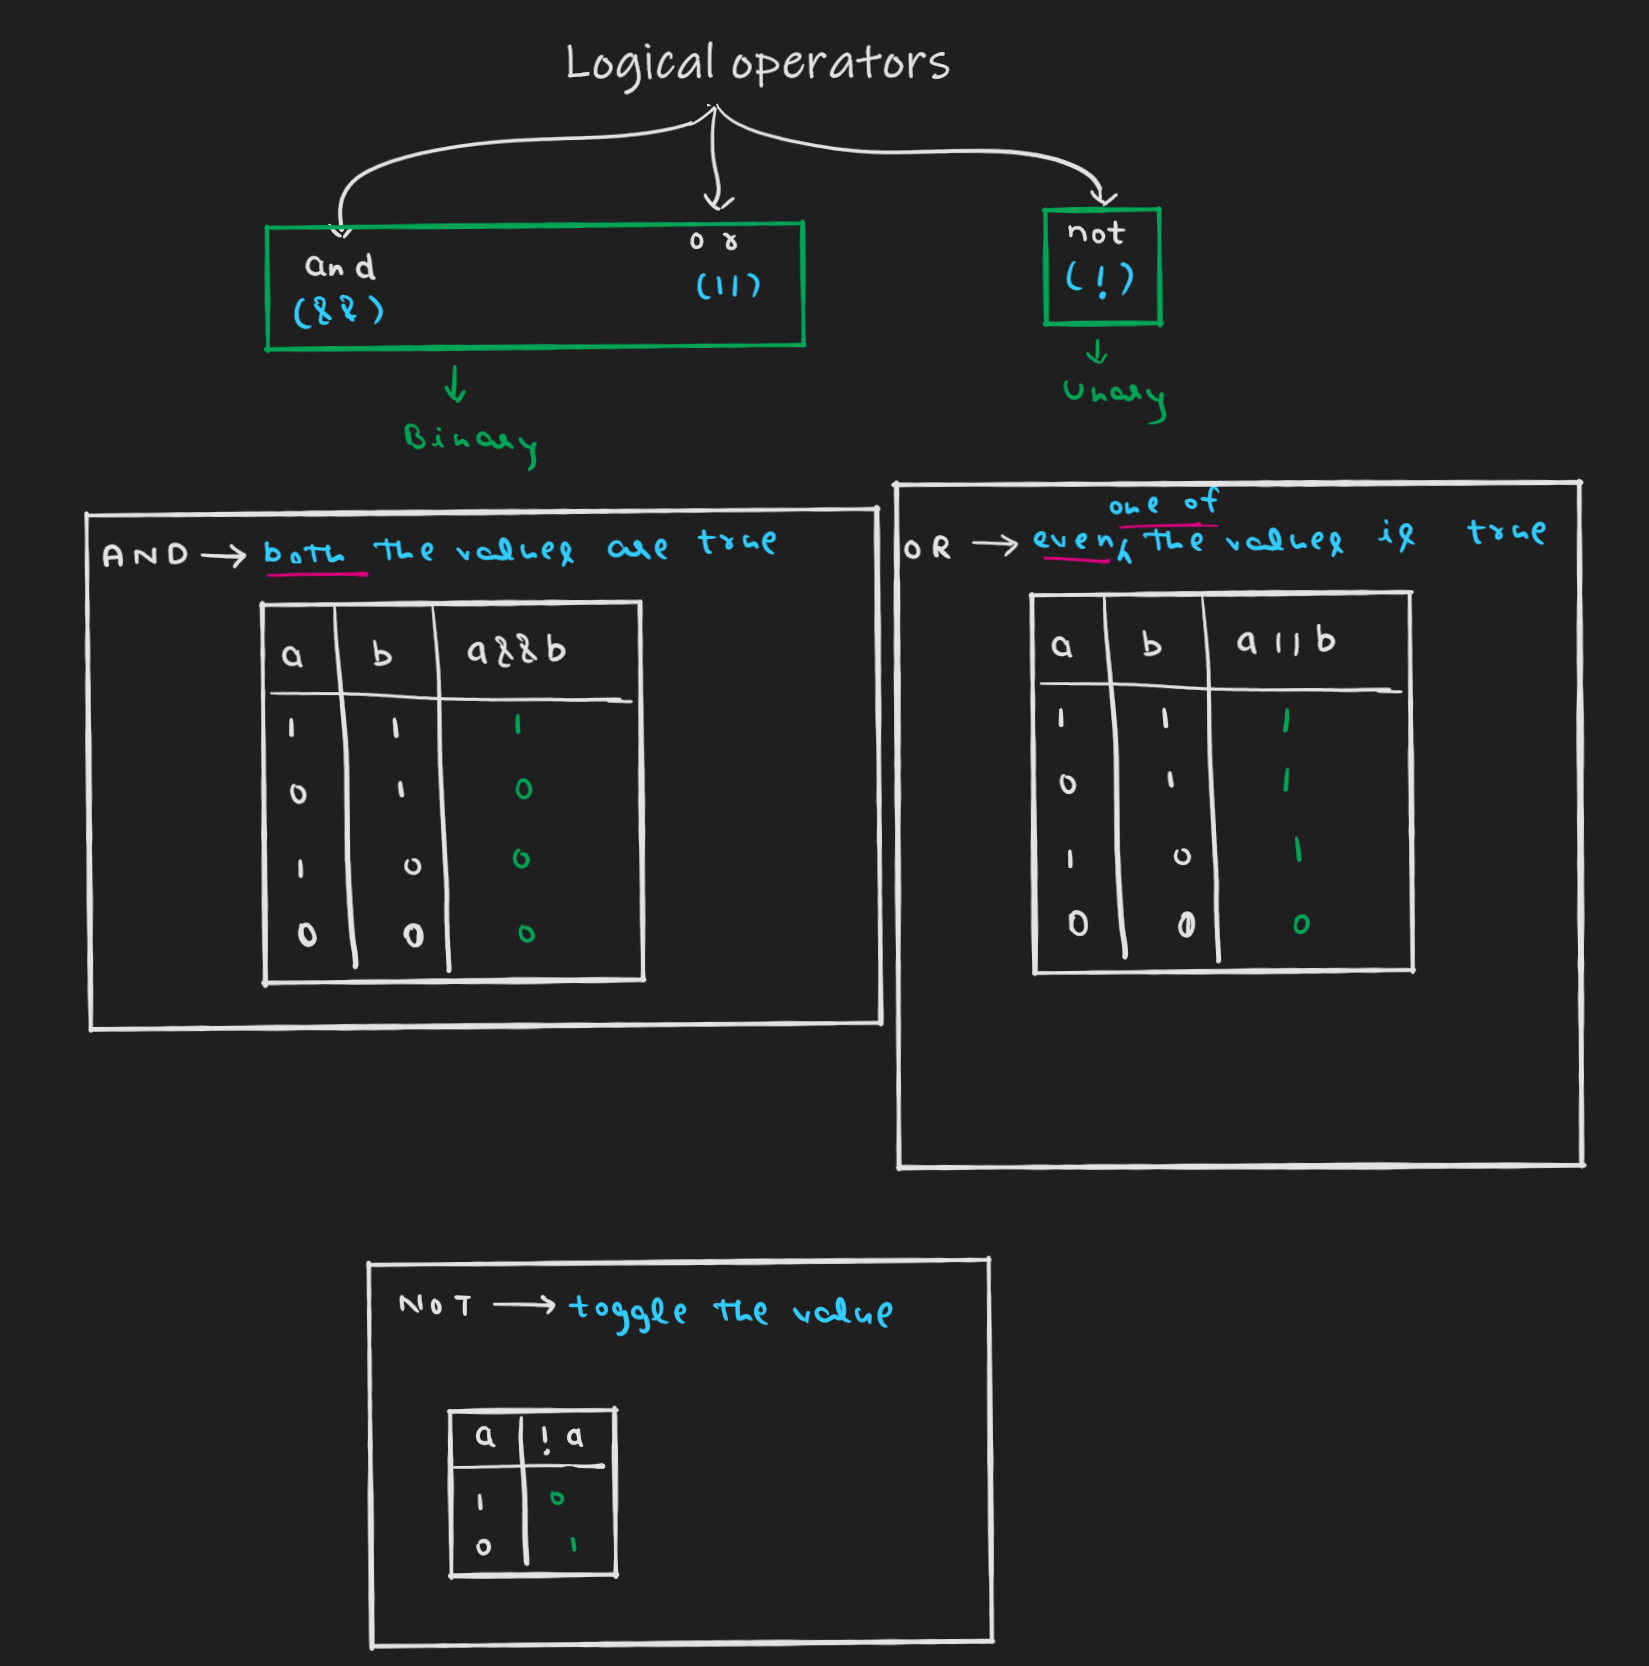 Logical operators
and or not
(&&) (||) (!)
Binary Unary
AND → both the values are true
a b a&&b
1 1 1
0 1 0
1 0 0
0 0 0
one of
OR → even the values is true
a b a || b
1 1 1
0 1 1
1 0 1
0 0 0
NOT → toggle the value
a !a
1 0
0 1